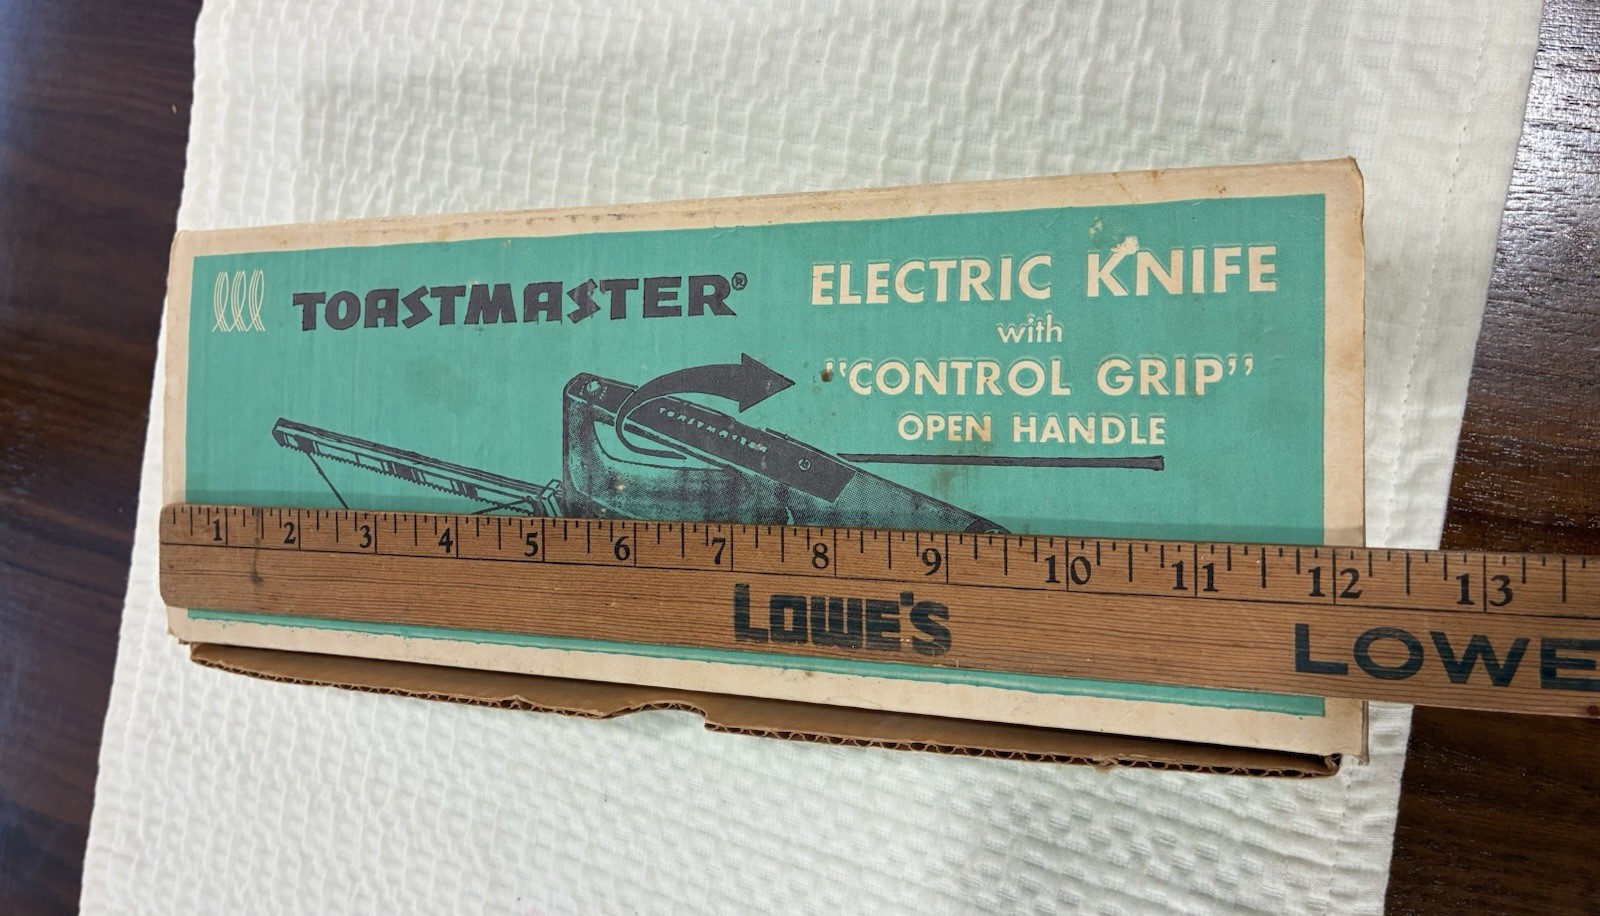 TOASTMASTER®
ELECTRIC KNIFE
with
"CONTROL GRIP"
OPEN HANDLE
TOASTMASTER
1 2 3 4 5 6 7 8 9 10 11 12 13
LOWE'S
LOWE